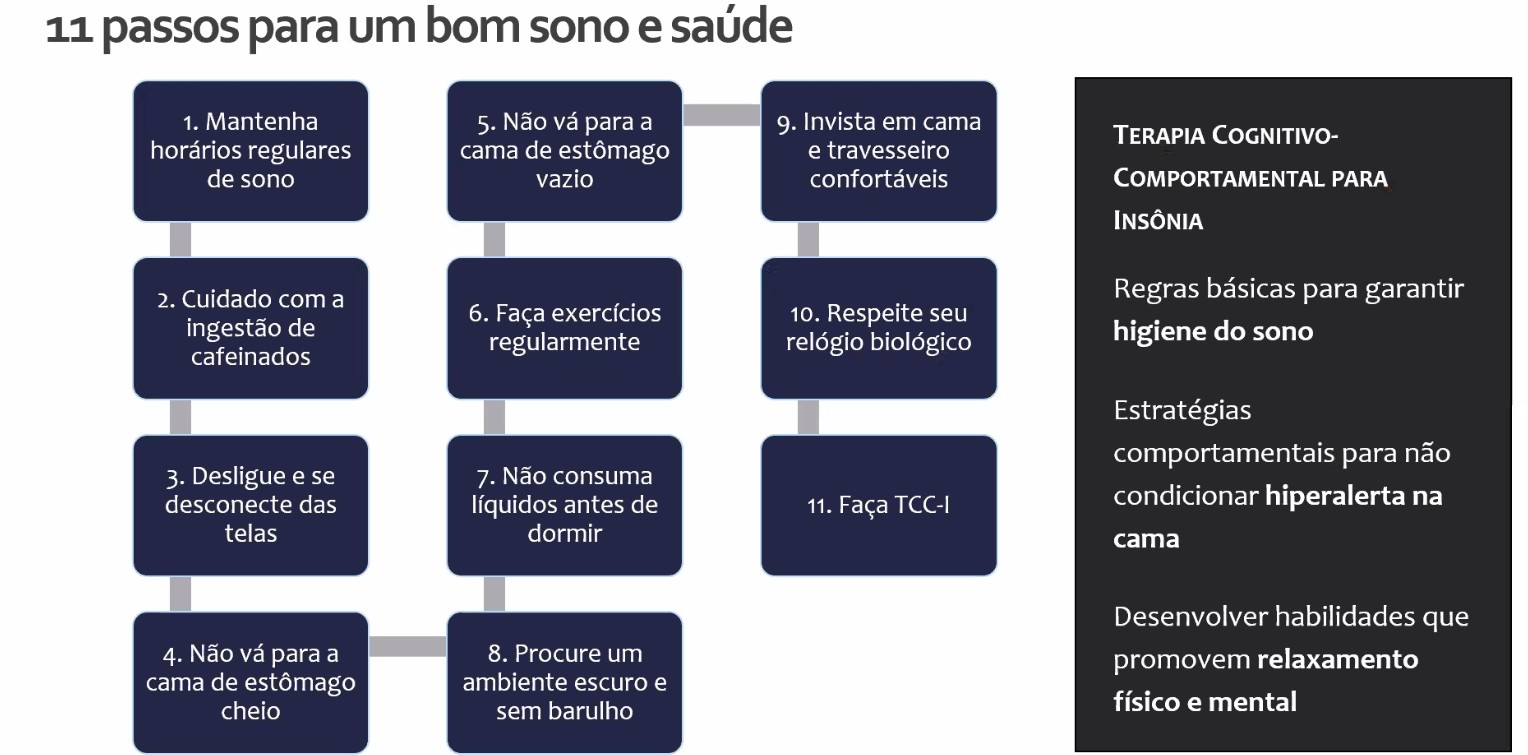 11 passos para um bom sono e saúde
1. Mantenha
horários regulares
de sono
2. Cuidado com a
ingestão de
cafeinados
3. Desligue e se
desconecte das
telas
4. Não vá para a
cama de estômago
cheio
5. Não vá para a
cama de estômago
vazio
6. Faça exercícios
regularmente
7. Não consuma
líquidos antes de
dormir
8. Procure um
ambiente escuro e
sem barulho
9. Invista em cama
e travesseiro
confortáveis
10. Respeite seu
relógio biológico
11. Faça TCC-I
TERAPIA COGNITIVO-
COMPORTAMENTAL PARA
INSÔNIA
Regras básicas para garantir
higiene do sono
Estratégias
comportamentais para não
condicionar hiperalerta na
cama
Desenvolver habilidades que
promovem relaxamento
físico e mental